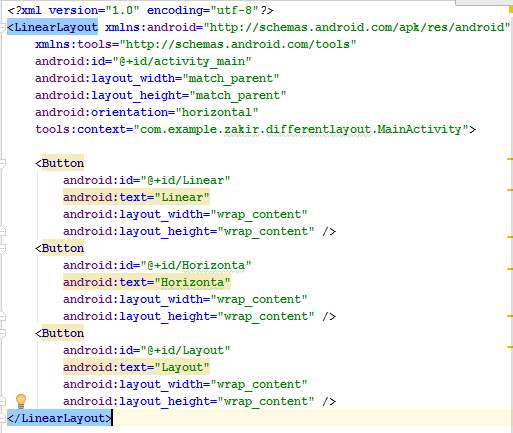 <?xml version="1.0" encoding="utf-8"?>
<LinearLayout xmlns:android="http://schemas.android.com/apk/res/android"
xmlns:tools="http://schemas.android.com/tools"
android:id="@+id/activity_main"
android:layout_width="match_parent"
android:layout_height="match_parent"
android:orientation="horizontal"
tools:context="com.example.zakir.differentlayout.MainActivity">
<Button
android:id="@+id/Linear"
android:text="Linear"
android:layout_width="wrap_content"
android:layout_height="wrap_content" />
<Button
android:id="@+id/Horizonta"
android:text="Horizonta"
android:layout_width="wrap_content"
android:layout_height="wrap_content" />
<Button
android:id="@+id/Layout"
android:text="Layout"
android:layout_width="wrap_content"
android:layout_height="wrap_content" />
</LinearLayout>